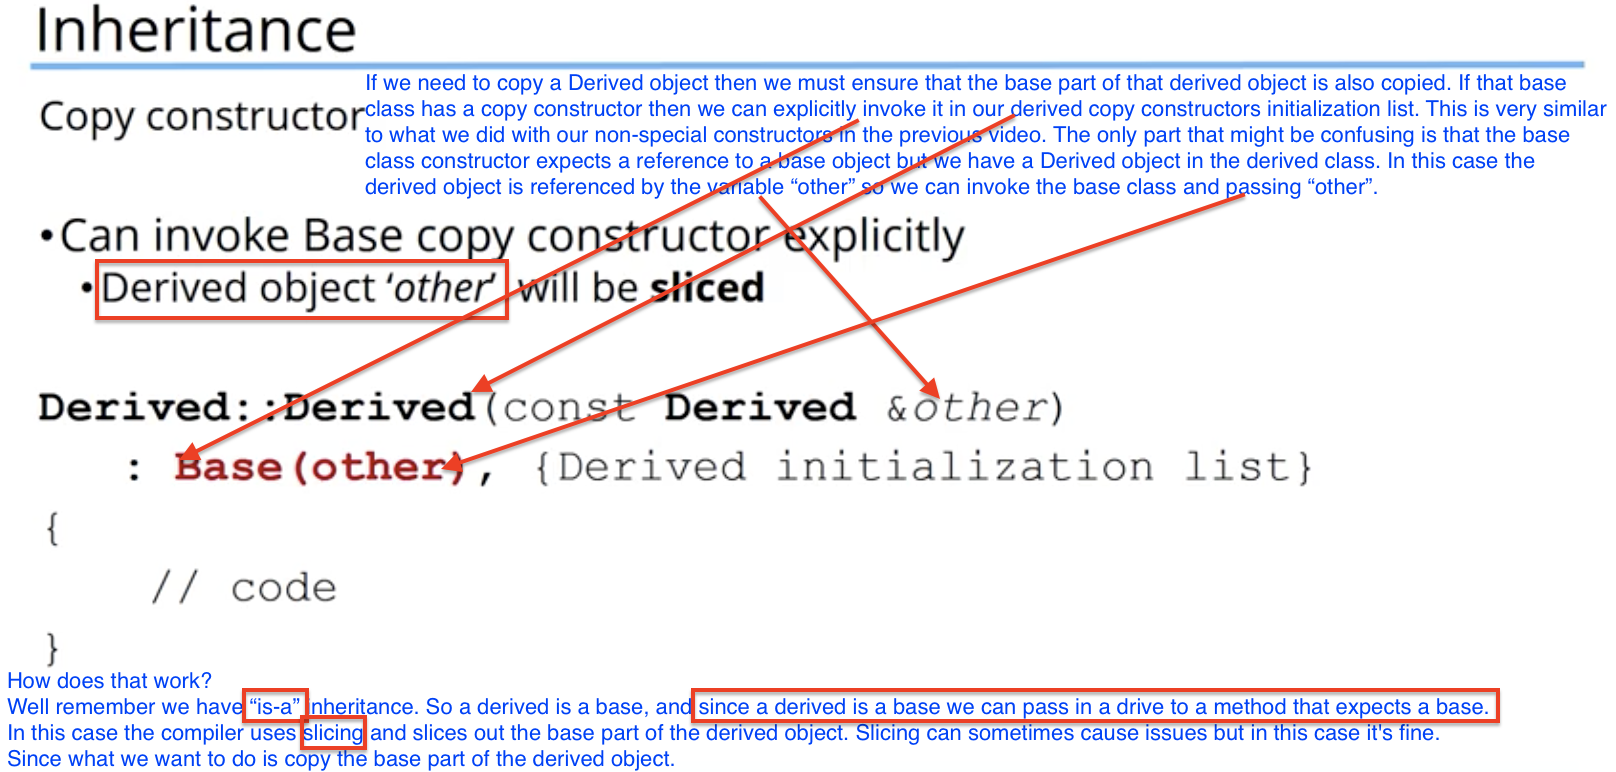 Inheritance
If we need to copy a Derived object then we must ensure that the base part of that derived object is also copied. If that base
Copy constructor
class has a copy constructor then we can explicitly invoke it in our derived copy constructors initialization list. This is very similar
to what we did with our non-special constructors in the previous video. The only part that might be confusing is that the base
class constructor expects a reference to a base object but we have a Derived object in the derived class. In this case the
derived object is referenced by the variable “other” so we can invoke the base class and passing “other”.
•Can invoke Base copy constructor explicitly
•Derived object ‘other’ will be sliced
Derived::Derived(const Derived &other)
: Base(other), {Derived initialization list}
{
// code
}
How does that work?
Well remember we have “is-a” inheritance. So a derived is a base, and since a derived is a base we can pass in a drive to a method that expects a base.
In this case the compiler uses slicing and slices out the base part of the derived object. Slicing can sometimes cause issues but in this case it's fine.
Since what we want to do is copy the base part of the derived object.